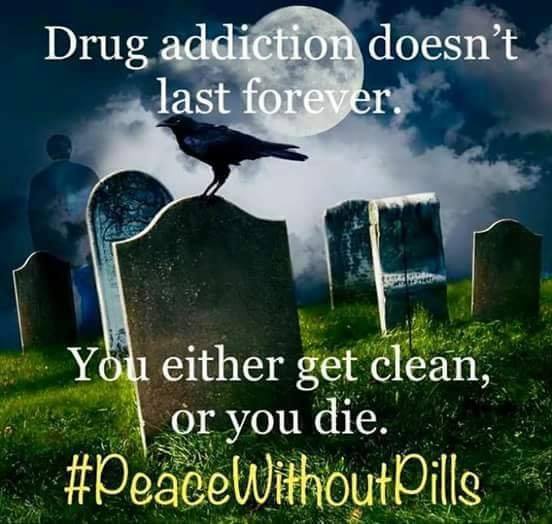 Drug addiction doesn't
last forever.
You either get clean,
or you die.
#PeaceWithoutPills